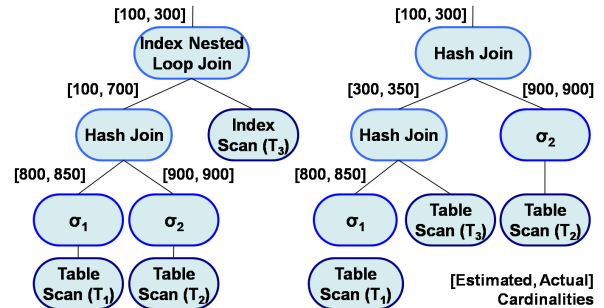 [100, 300]
Index Nested
Loop Join
[100, 700]
Hash Join
Index
Scan (T3)
[800, 850]
[900, 900]
σ1
σ2
Table
Scan (T1)
Table
Scan (T2)
[100, 300]
Hash Join
[300, 350]
[900, 900]
Hash Join
σ2
[800, 850]
σ1
Table
Scan (T3)
Table
Scan (T2)
Table
Scan (T1)
[Estimated, Actual]
Cardinalities